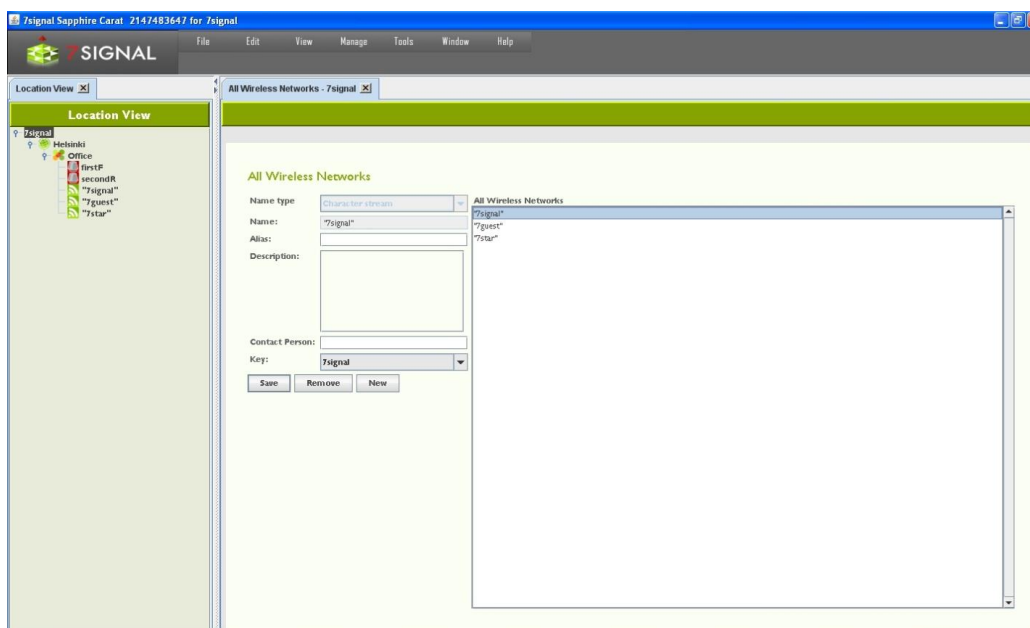 7signal Sapphire Carat 2147483647 for 7signal
7SIGNAL
File Edit View Manage Tools Window Help
Location View
All Wireless Networks - 7signal
Location View
7signal
Helsinki
Office
firstF
secondR
"7signal"
"7guest"
"7star"
All Wireless Networks
Name type Character stream
Name: "7signal"
Alias:
Description:
Contact Person:
Key: 7signal
Save Remove New
All Wireless Networks
"7signal"
"7guest"
"7star"